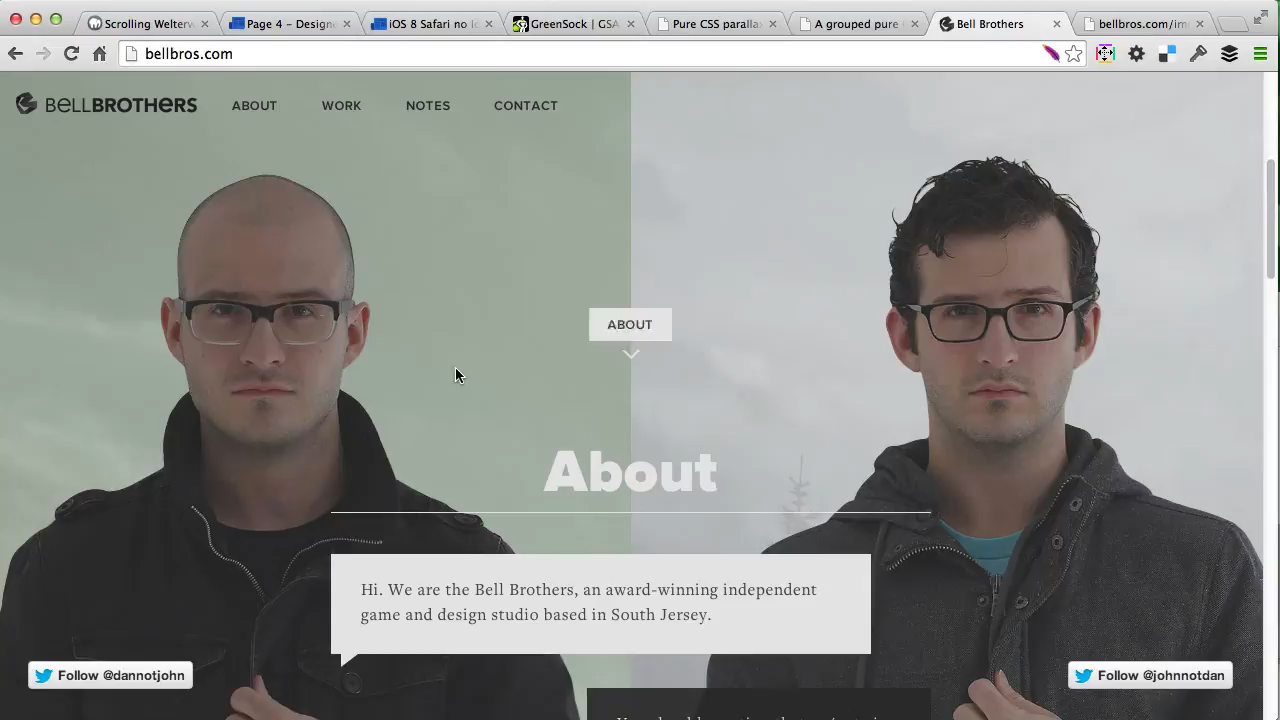 Scrolling Welterw
Page 4 – Design
iOS 8 Safari no lo
GreenSock | GSA
Pure CSS paralla
A grouped pure
Bell Brothers
bellbros.com/im
bellbros.com
BELLBROTHERS
ABOUT
WORK
NOTES
CONTACT
ABOUT
About
Hi. We are the Bell Brothers, an award-winning independent
game and design studio based in South Jersey.
Follow @dannotjohn
Follow @johnnotdan